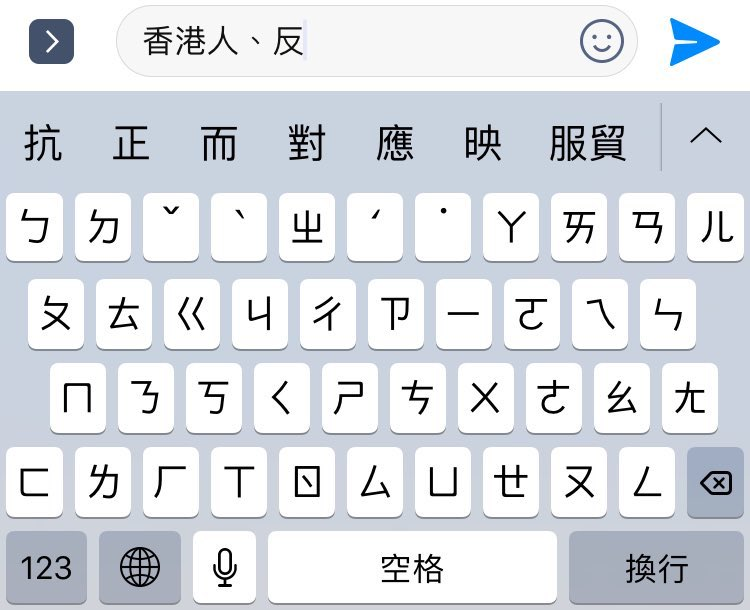 香港人、反
抗 正 而 對 應 映 服貿
ㄅ ㄉ ˇ ˋ ㄓ ˊ ˙ ㄚ ㄞ ㄢ ㄦ
ㄆ ㄊ ㄍ ㄐ ㄔ ㄗ ㄧ ㄛ ㄟ ㄣ
ㄇ ㄋ ㄎ ㄑ ㄕ ㄘ ㄨ ㄜ ㄠ ㄤ
ㄈ ㄌ ㄏ ㄒ ㄖ ㄙ ㄩ ㄝ ㄡ ㄥ
123 空格 換行